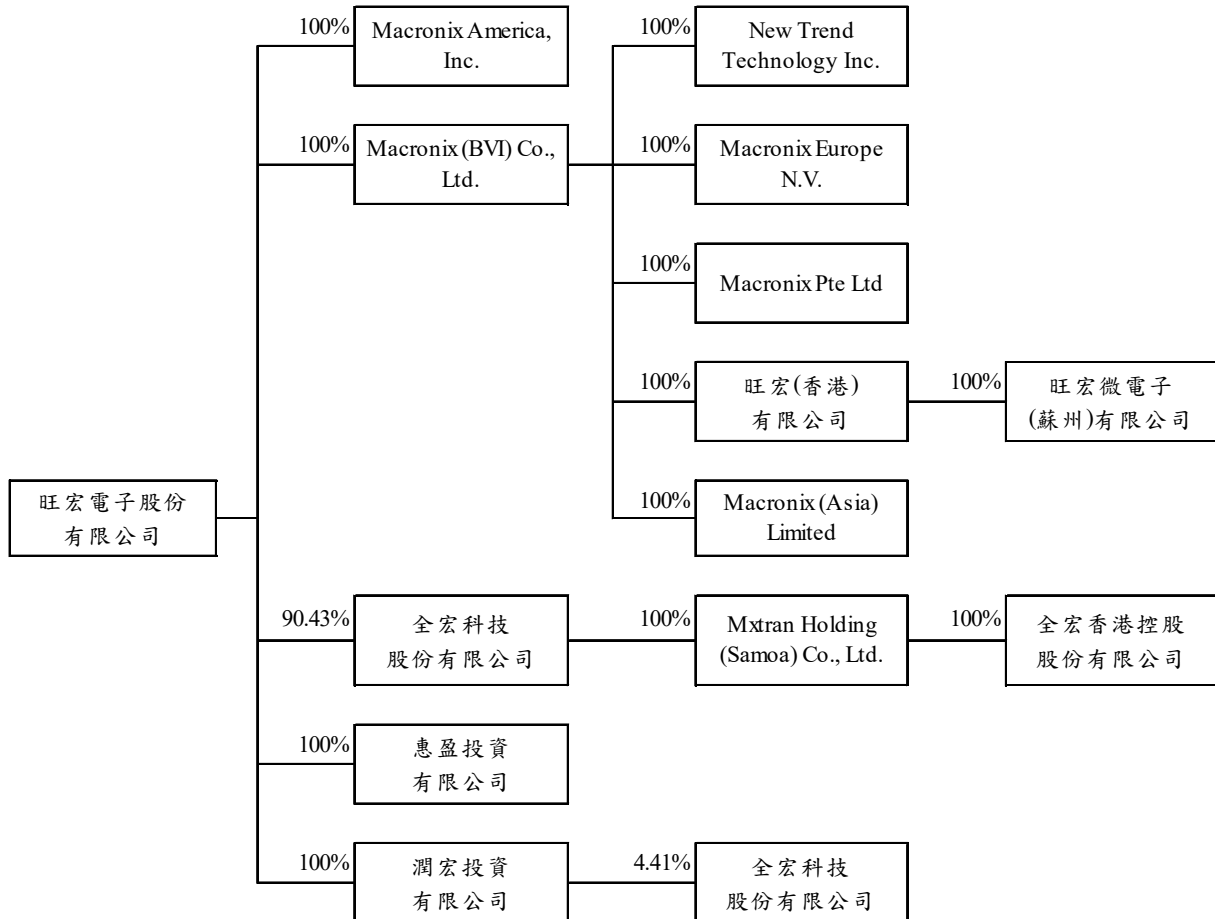 100%
Macronix America,
Inc.
100%
New Trend
Technology Inc.
100%
Macronix (BVI) Co.,
Ltd.
100%
Macronix Europe
N.V.
100%
Macronix Pte Ltd
100%
旺宏(香港)
有限公司
100%
旺宏微電子
(蘇州)有限公司
旺宏電子股份
有限公司
100%
Macronix (Asia)
Limited
90.43%
全宏科技
股份有限公司
100%
Mxtran Holding
(Samoa) Co., Ltd.
100%
全宏香港控股
股份有限公司
100%
惠盈投資
有限公司
100%
潤宏投資
有限公司
4.41%
全宏科技
股份有限公司